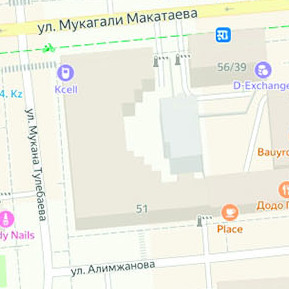 ул. Мукагали Макатаева
56/39
Kcell
D-Exchange
4. Kz
ул. Мукана Тулебаева
Bauyr
51
Додо П
Place
dy Nails
ул. Алимжанова